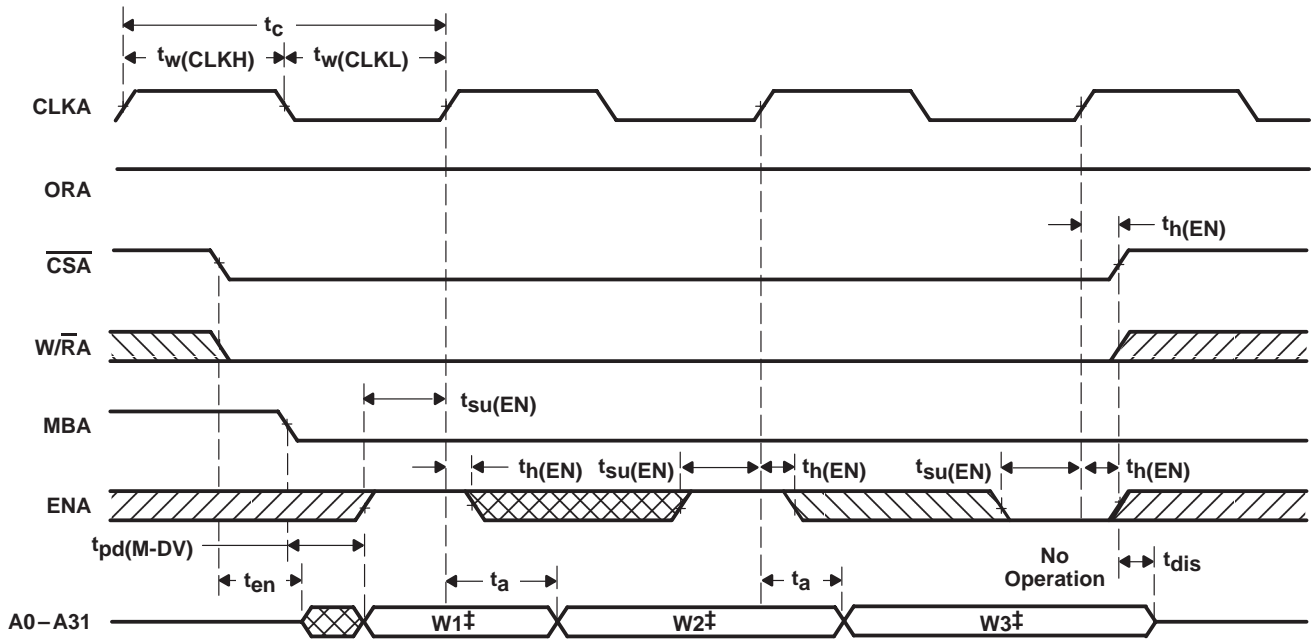 tc
tw(CLKH)
tw(CLKL)
CLKA
ORA
th(EN)
CSA
W/RA
tsu(EN)
MBA
th(EN)
tsu(EN)
th(EN)
tsu(EN)
th(EN)
ENA
tpd(M-DV)
No
Operation
tdis
ten
ta
ta
A0–A31
W1‡
W2‡
W3‡